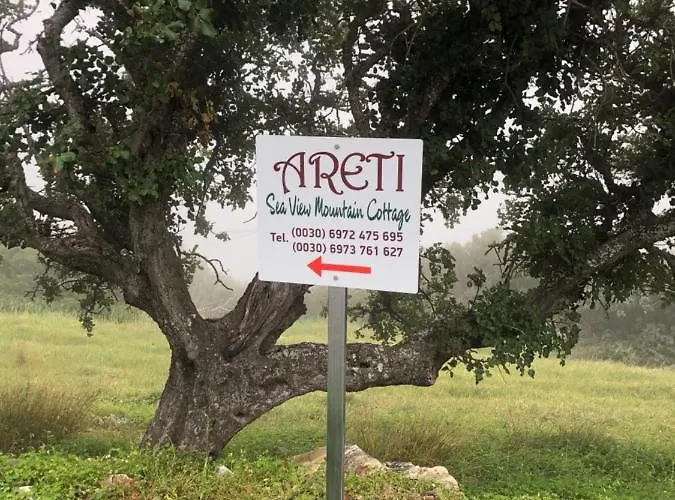 ARETI
Sea View Mountain Cottage
Tel. (0030) 6972 475 695
(0030) 6973 761 627